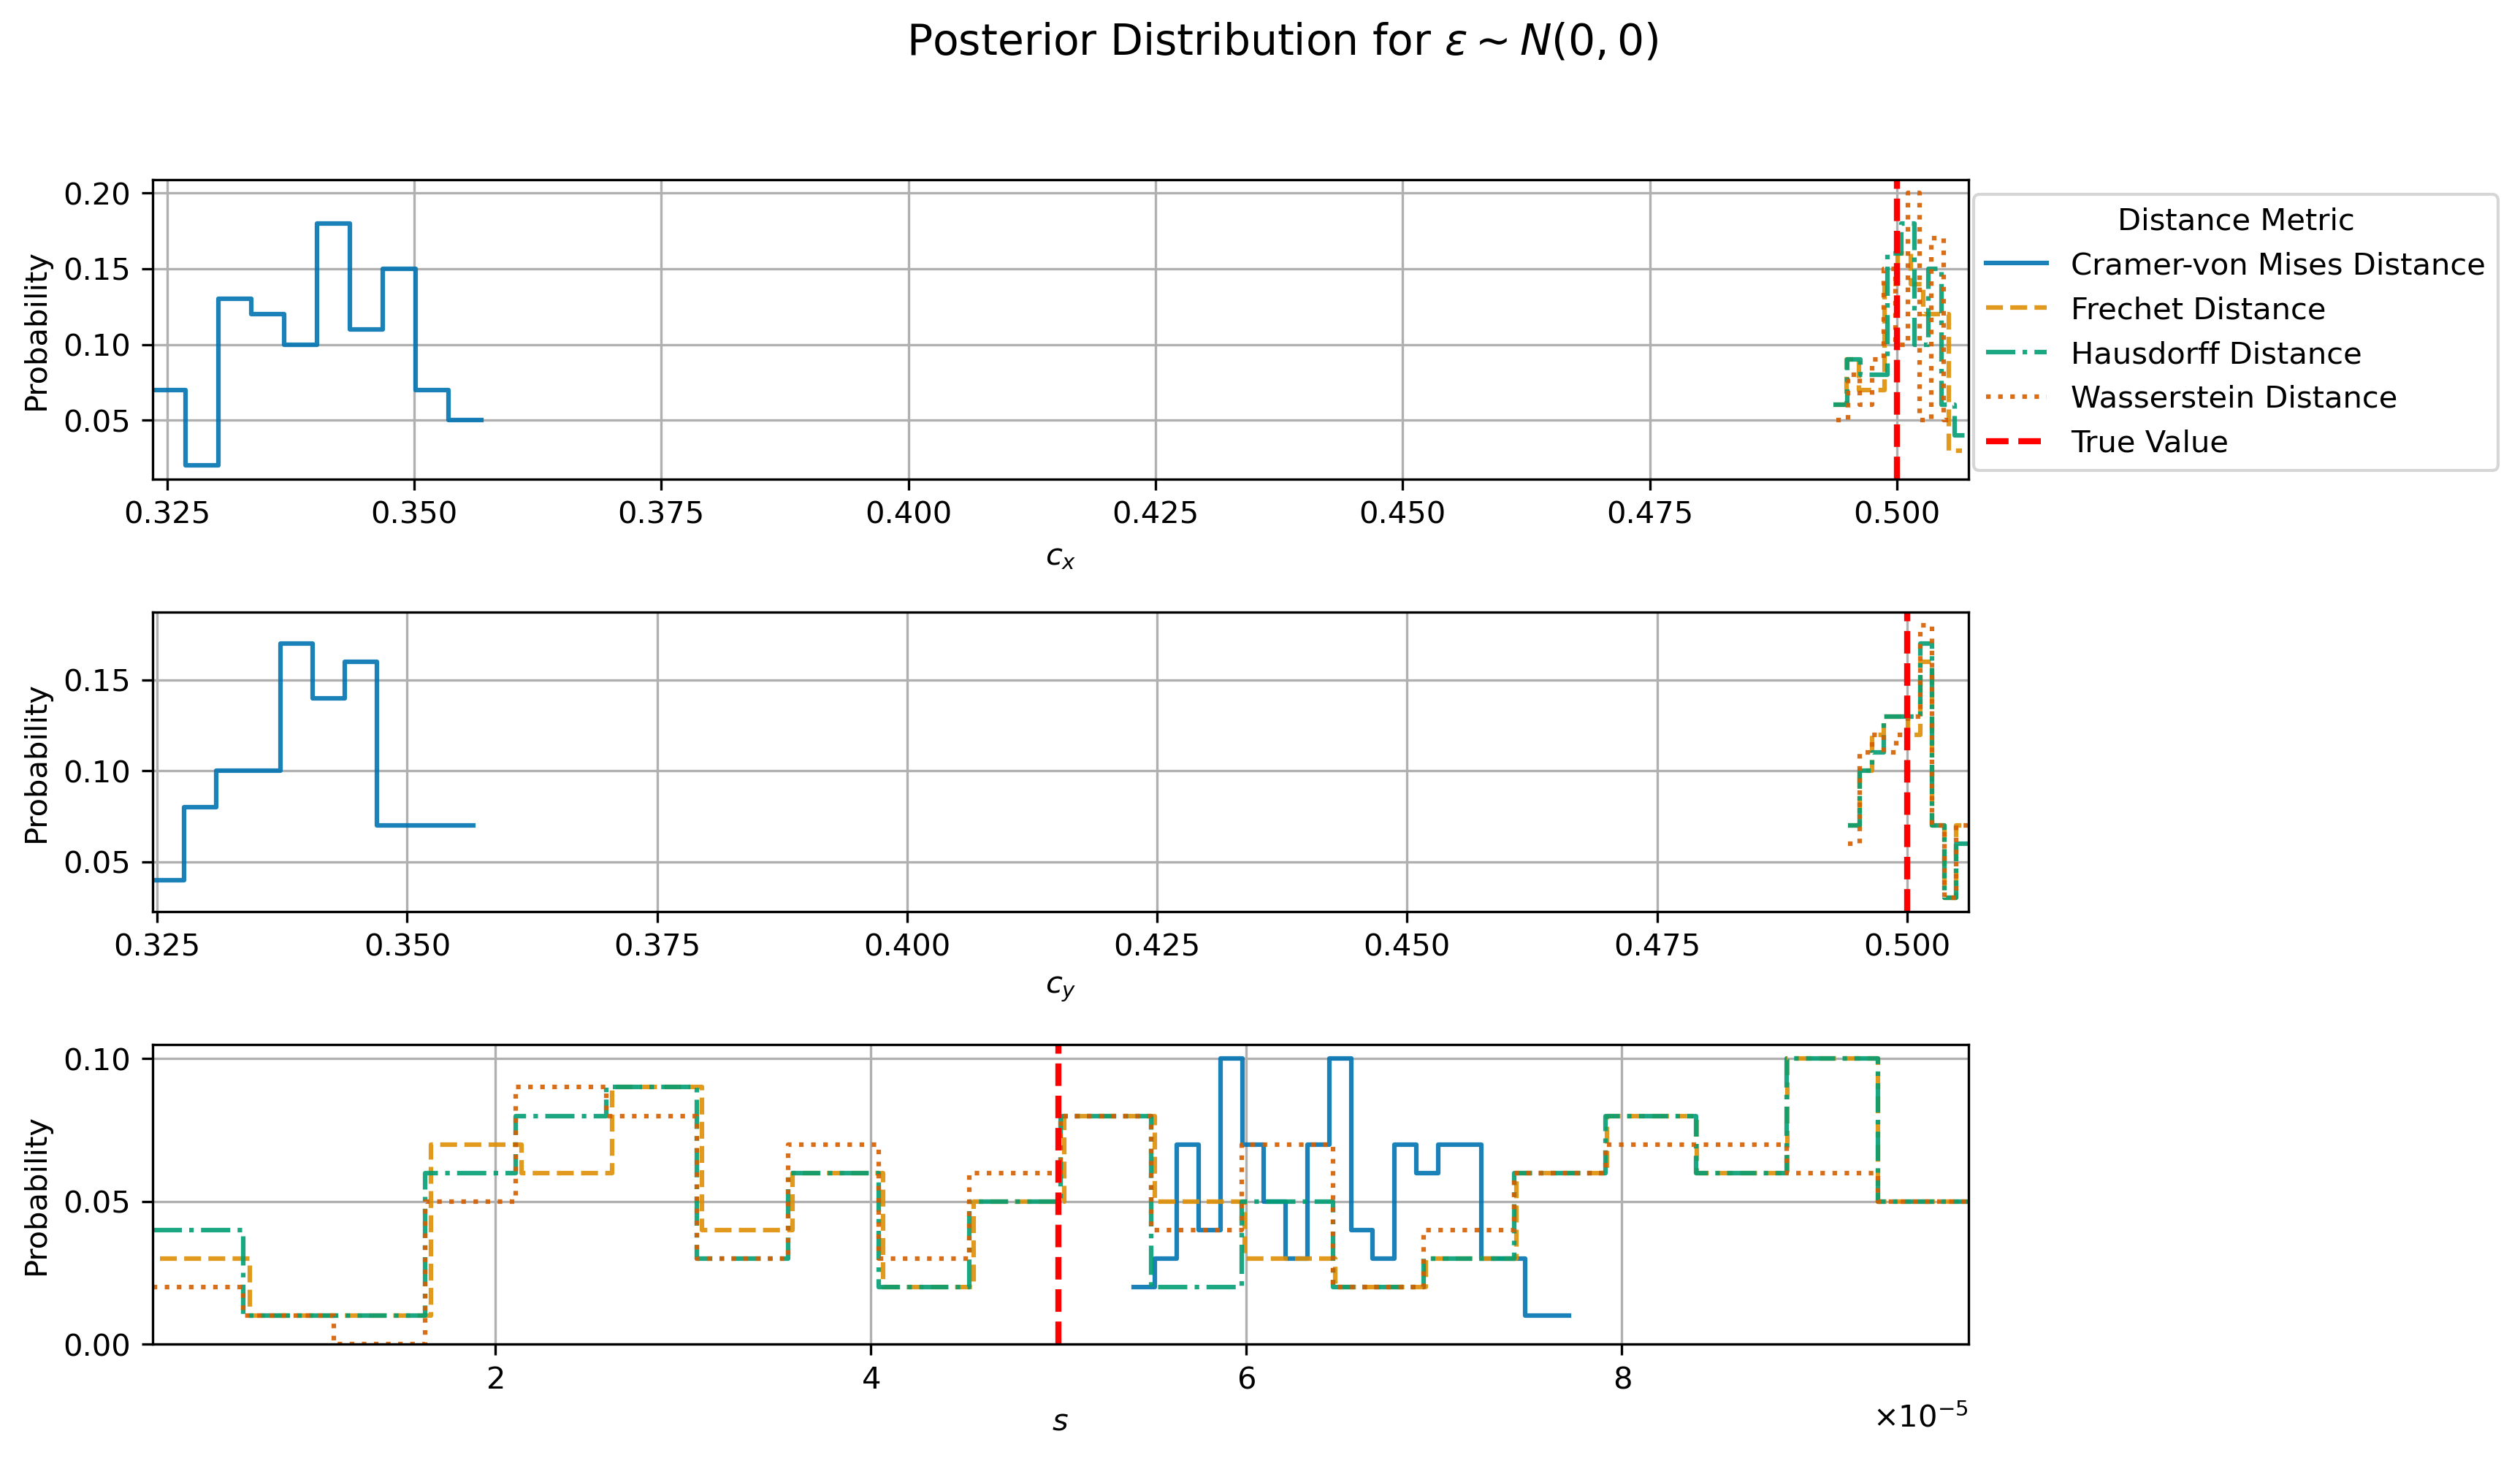 Posterior Distribution for ε ∼ N(0, 0)
0.20
0.15
0.10
0.05
Probability
0.325 0.350 0.375 0.400 0.425 0.450 0.475 0.500
c_x
Distance Metric
Cramer-von Mises Distance
Frechet Distance
Hausdorff Distance
Wasserstein Distance
True Value
0.15
0.10
0.05
Probability
0.325 0.350 0.375 0.400 0.425 0.450 0.475 0.500
c_y
0.10
0.05
0.00
Probability
2 4 6 8
×10⁻⁵
s